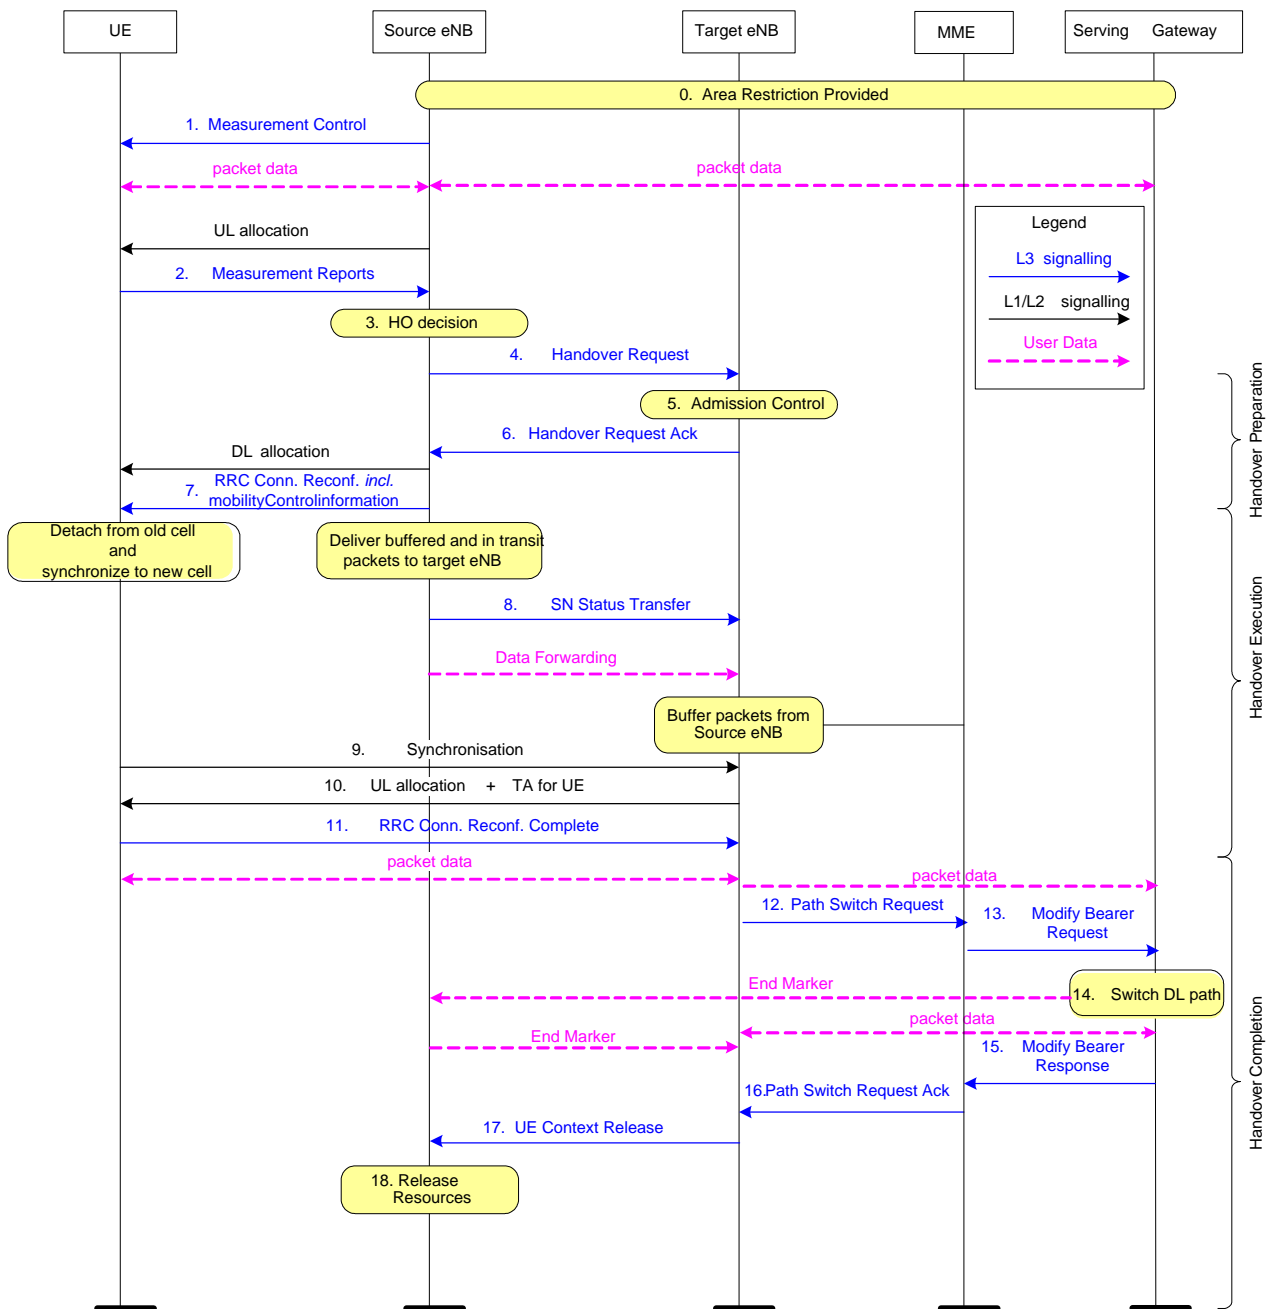 UE
Source eNB
Target eNB
MME
Serving Gateway
0. Area Restriction Provided
1. Measurement Control
packet data
packet data
Legend
UL allocation
L3 signalling
2. Measurement Reports
L1/L2 signalling
3. HO decision
User Data
4. Handover Request
5. Admission Control
6. Handover Request Ack
Handover Preparation
DL allocation
7. RRC Conn. Reconf. incl.
mobilityControlinformation
Detach from old cell
and
synchronize to new cell
Deliver buffered and in transit
packets to target eNB
8. SN Status Transfer
Data Forwarding
Handover Execution
Buffer packets from
Source eNB
9. Synchronisation
10. UL allocation + TA for UE
11. RRC Conn. Reconf. Complete
packet data
packet data
12. Path Switch Request
13. Modify Bearer
Request
End Marker
14. Switch DL path
packet data
End Marker
15. Modify Bearer
Response
Handover Completion
16.Path Switch Request Ack
17. UE Context Release
18. Release
Resources